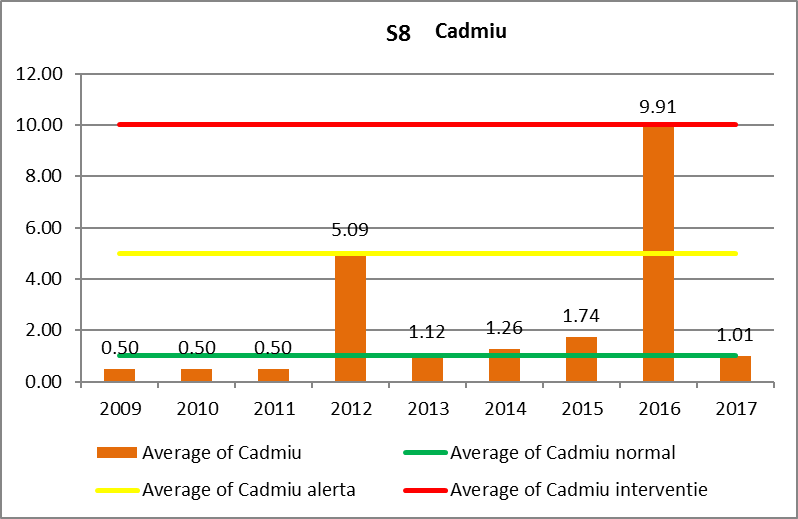 S8 Cadmiu
12.00
10.00
8.00
6.00
4.00
2.00
0.00
0.50 0.50 0.50 5.09 1.12 1.26 1.74 9.91 1.01
2009 2010 2011 2012 2013 2014 2015 2016 2017
Average of Cadmiu Average of Cadmiu normal
Average of Cadmiu alerta Average of Cadmiu interventie